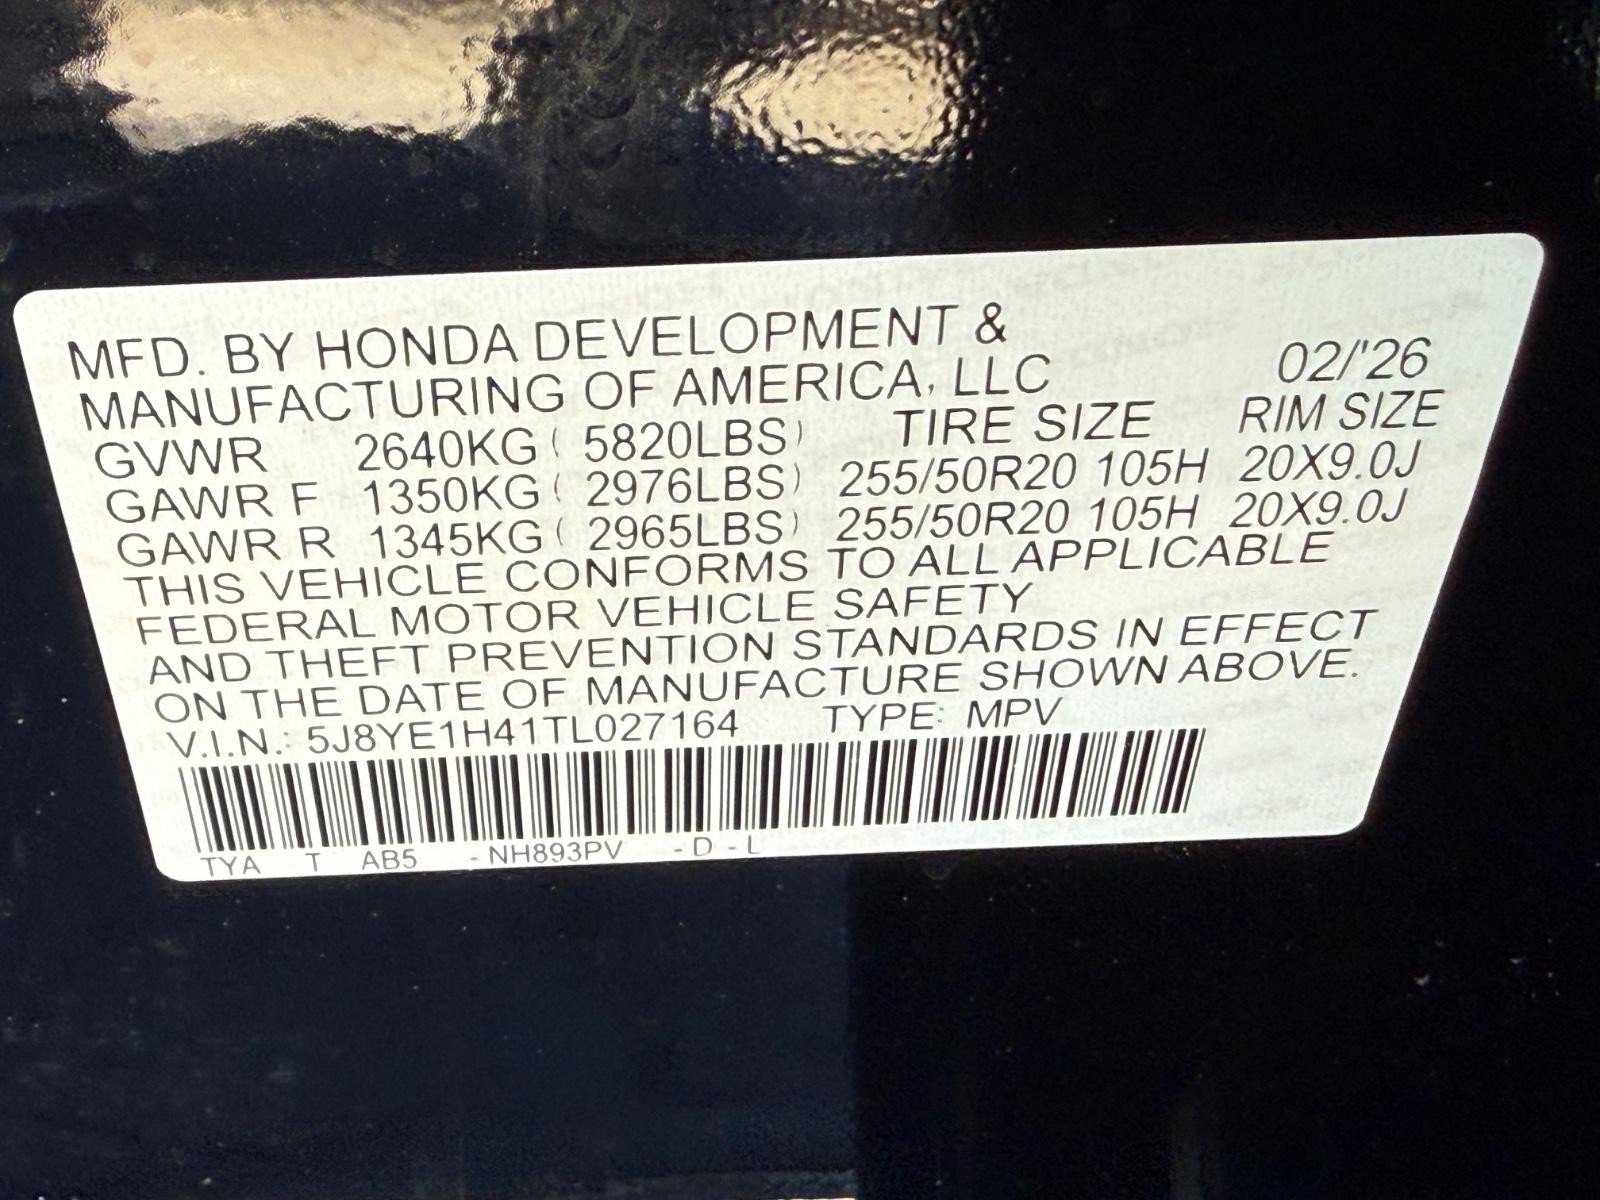 MFD. BY HONDA DEVELOPMENT &
MANUFACTURING OF AMERICA, LLC 02/'26
GVWR 2640KG ( 5820LBS) TIRE SIZE RIM SIZE
GAWR F 1350KG ( 2976LBS) 255/50R20 105H 20X9.0J
GAWR R 1345KG ( 2965LBS) 255/50R20 105H 20X9.0J
THIS VEHICLE CONFORMS TO ALL APPLICABLE
FEDERAL MOTOR VEHICLE SAFETY
AND THEFT PREVENTION STANDARDS IN EFFECT
ON THE DATE OF MANUFACTURE SHOWN ABOVE.
V.I.N.: 5J8YE1H41TL027164 TYPE: MPV
TYA T AB5 - NH893PV - D - L